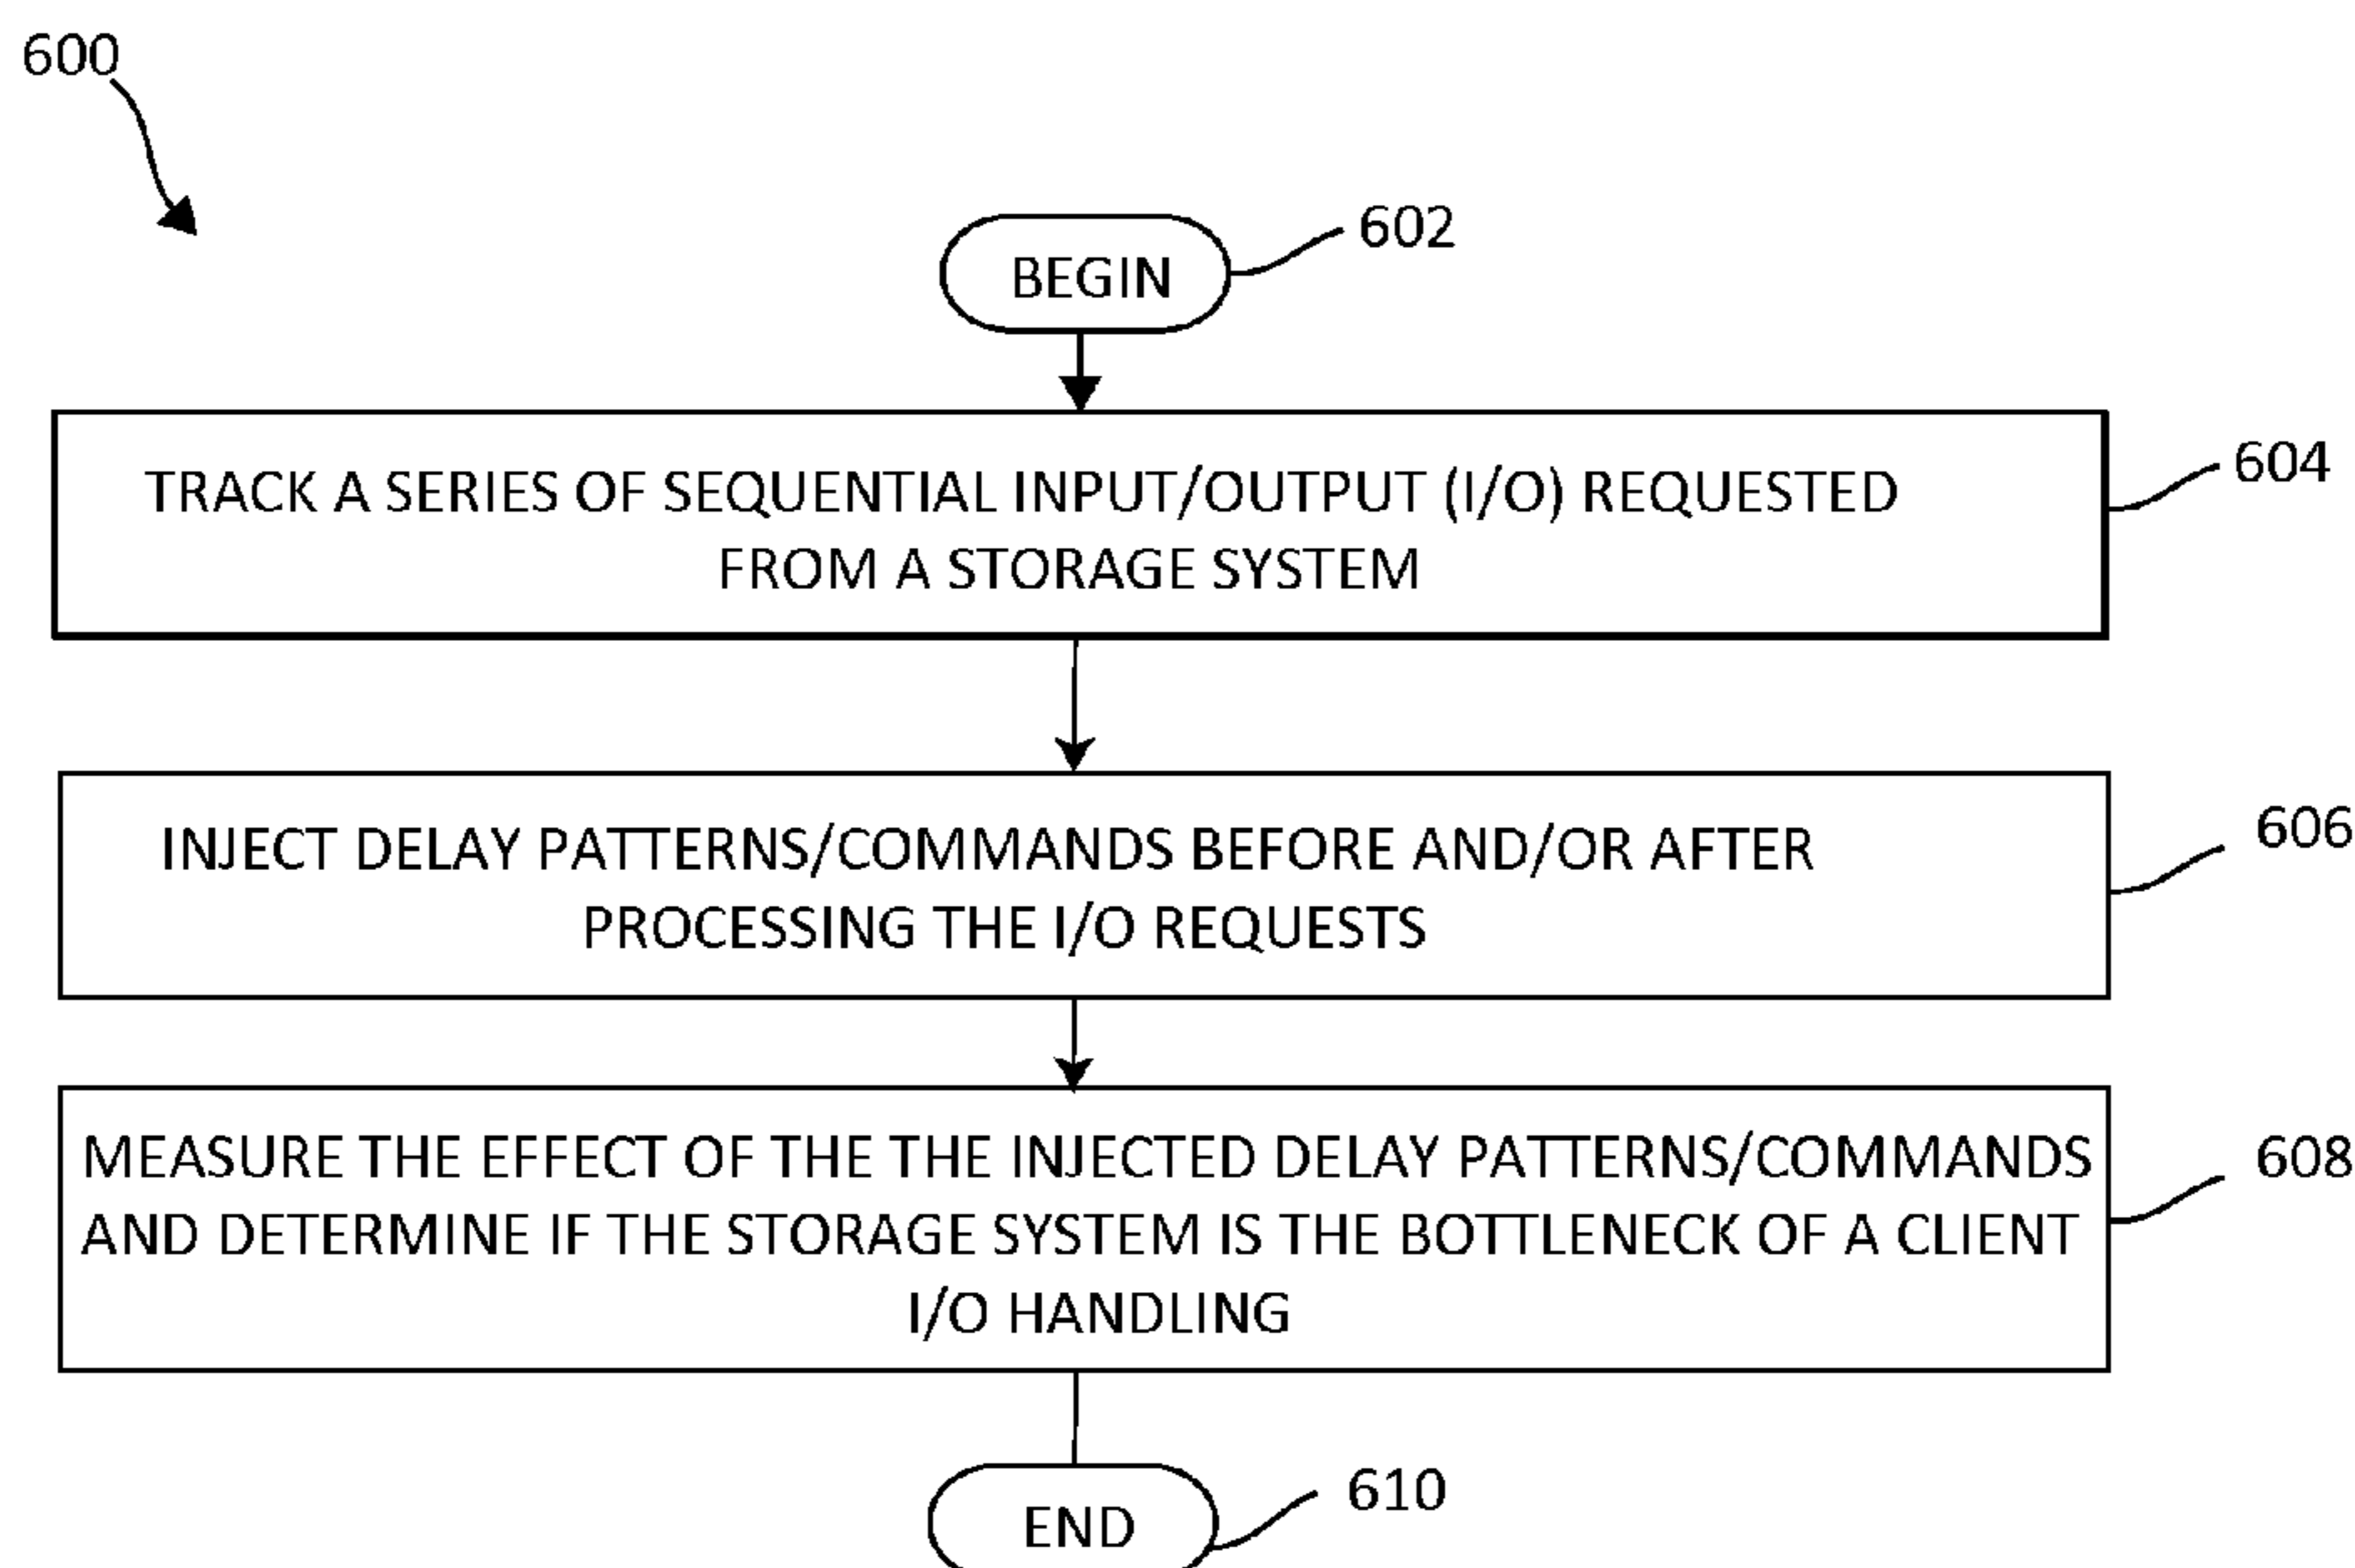 600
602
BEGIN
604
TRACK A SERIES OF SEQUENTIAL INPUT/OUTPUT (I/O) REQUESTED
FROM A STORAGE SYSTEM
606
INJECT DELAY PATTERNS/COMMANDS BEFORE AND/OR AFTER
PROCESSING THE I/O REQUESTS
608
MEASURE THE EFFECT OF THE THE INJECTED DELAY PATTERNS/COMMANDS
AND DETERMINE IF THE STORAGE SYSTEM IS THE BOTTLENECK OF A CLIENT
I/O HANDLING
610
END